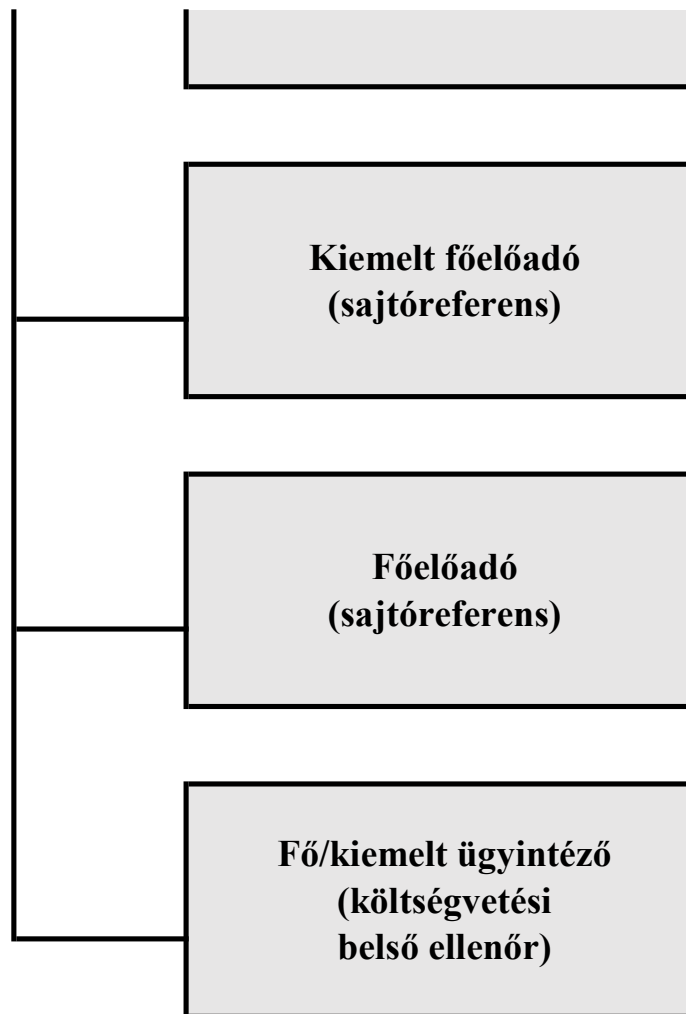 Kiemelt főelőadó
(sajtóreferens)
Főelőadó
(sajtóreferens)
Fő/kiemelt ügyintéző
(költségvetési
belső ellenőr)